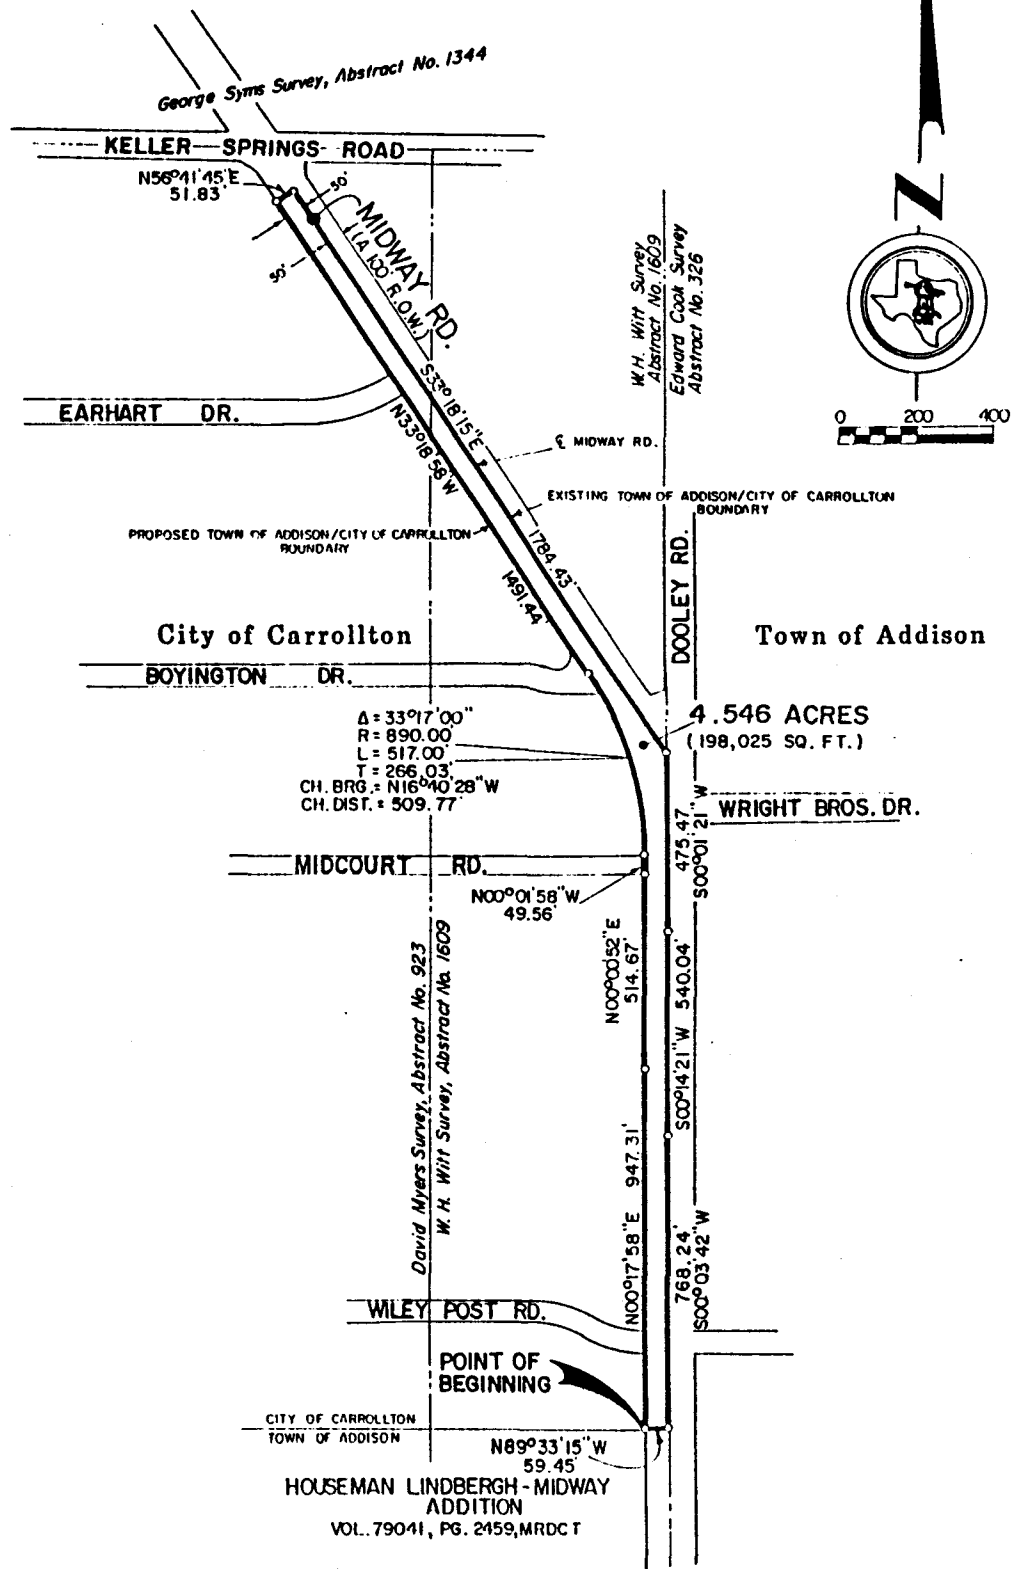 George Syms Survey, Abstract No. 1344
KELLER SPRINGS ROAD
N56°41'45"E
51.83'
50'
MIDWAY RD.
(A 100' R.O.W.)
50'
W.H. Witt Survey
Abstract No. 1609
Edward Cook Survey
Abstract No. 326
N
0 200 400
EARHART DR.
S33°18'15"E
N33°18'58"W
℄ MIDWAY RD.
EXISTING TOWN OF ADDISON/CITY OF CARROLLTON
BOUNDARY
PROPOSED TOWN OF ADDISON/CITY OF CARROLLTON
BOUNDARY
1784.43'
1491.44'
DOOLEY RD.
City of Carrollton
Town of Addison
BOYINGTON DR.
4.546 ACRES
(198,025 SQ. FT.)
Δ = 33°17'00"
R = 890.00'
L = 517.00'
T = 266.03'
CH. BRG. = N16°40'28"W
CH. DIST. = 509.77'
475.47'
S00°01'21"W
WRIGHT BROS. DR.
MIDCOURT RD.
N00°01'58"W
49.56'
N00°00'52"E
514.67'
S00°14'21"W 540.04'
David Myers Survey, Abstract No. 923
W. H. Witt Survey, Abstract No. 1609
N00°17'58"E 947.31'
768.24'
S00°03'42"W
WILEY POST RD.
POINT OF
BEGINNING
CITY OF CARROLLTON
TOWN OF ADDISON
N89°33'15"W
59.45'
HOUSEMAN LINDBERGH - MIDWAY
ADDITION
VOL. 79041, PG. 2459, MRDCT